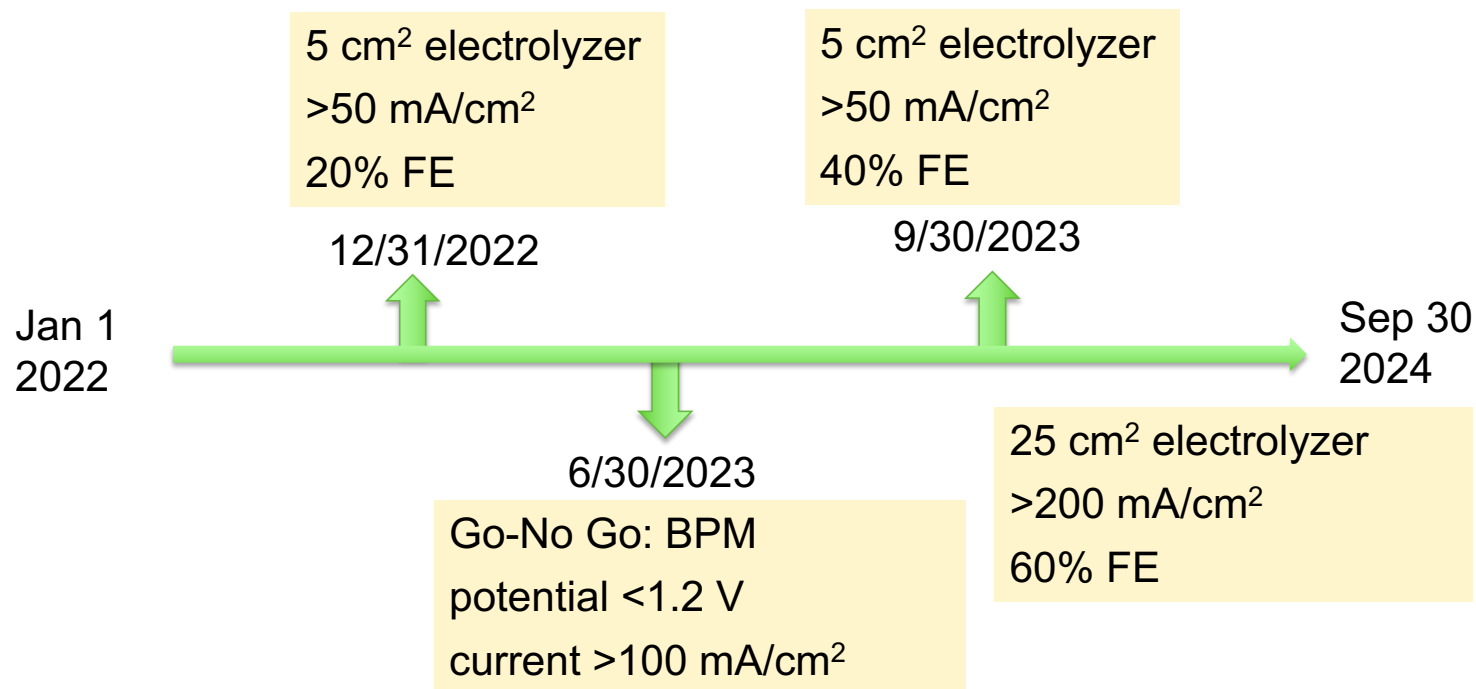 5 cm² electrolyzer
>50 mA/cm²
20% FE
12/31/2022
5 cm² electrolyzer
>50 mA/cm²
40% FE
9/30/2023
Jan 1
2022
Sep 30
2024
6/30/2023
Go-No Go: BPM
potential <1.2 V
current >100 mA/cm²
25 cm² electrolyzer
>200 mA/cm²
60% FE